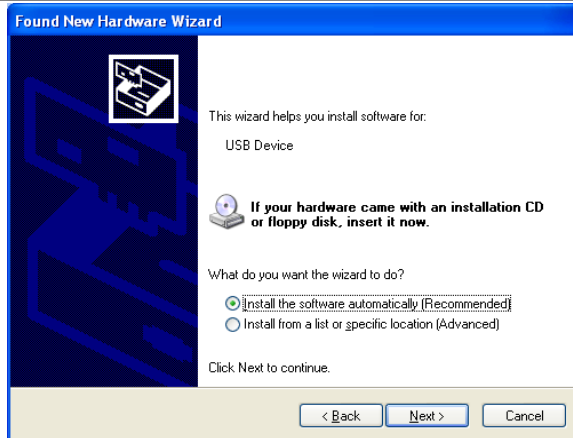 Found New Hardware Wizard
This wizard helps you install software for:
USB Device
If your hardware came with an installation CD
or floppy disk, insert it now.
What do you want the wizard to do?
Install the software automatically (Recommended)
Install from a list or specific location (Advanced)
Click Next to continue.
< Back
Next >
Cancel